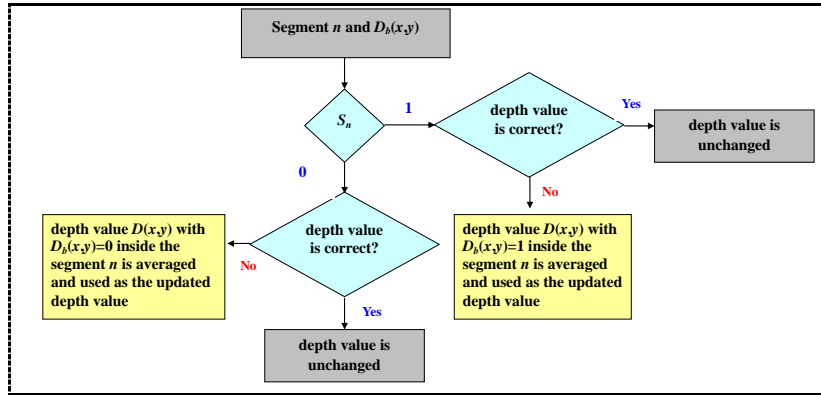 Segment n and D_b(x,y)
S_n
1
depth value
is correct?
Yes
depth value is
unchanged
0
No
depth value
is correct?
No
depth value D(x,y) with
D_b(x,y)=0 inside the
segment n is averaged
and used as the updated
depth value
depth value D(x,y) with
D_b(x,y)=1 inside the
segment n is averaged
and used as the updated
depth value
Yes
depth value is
unchanged